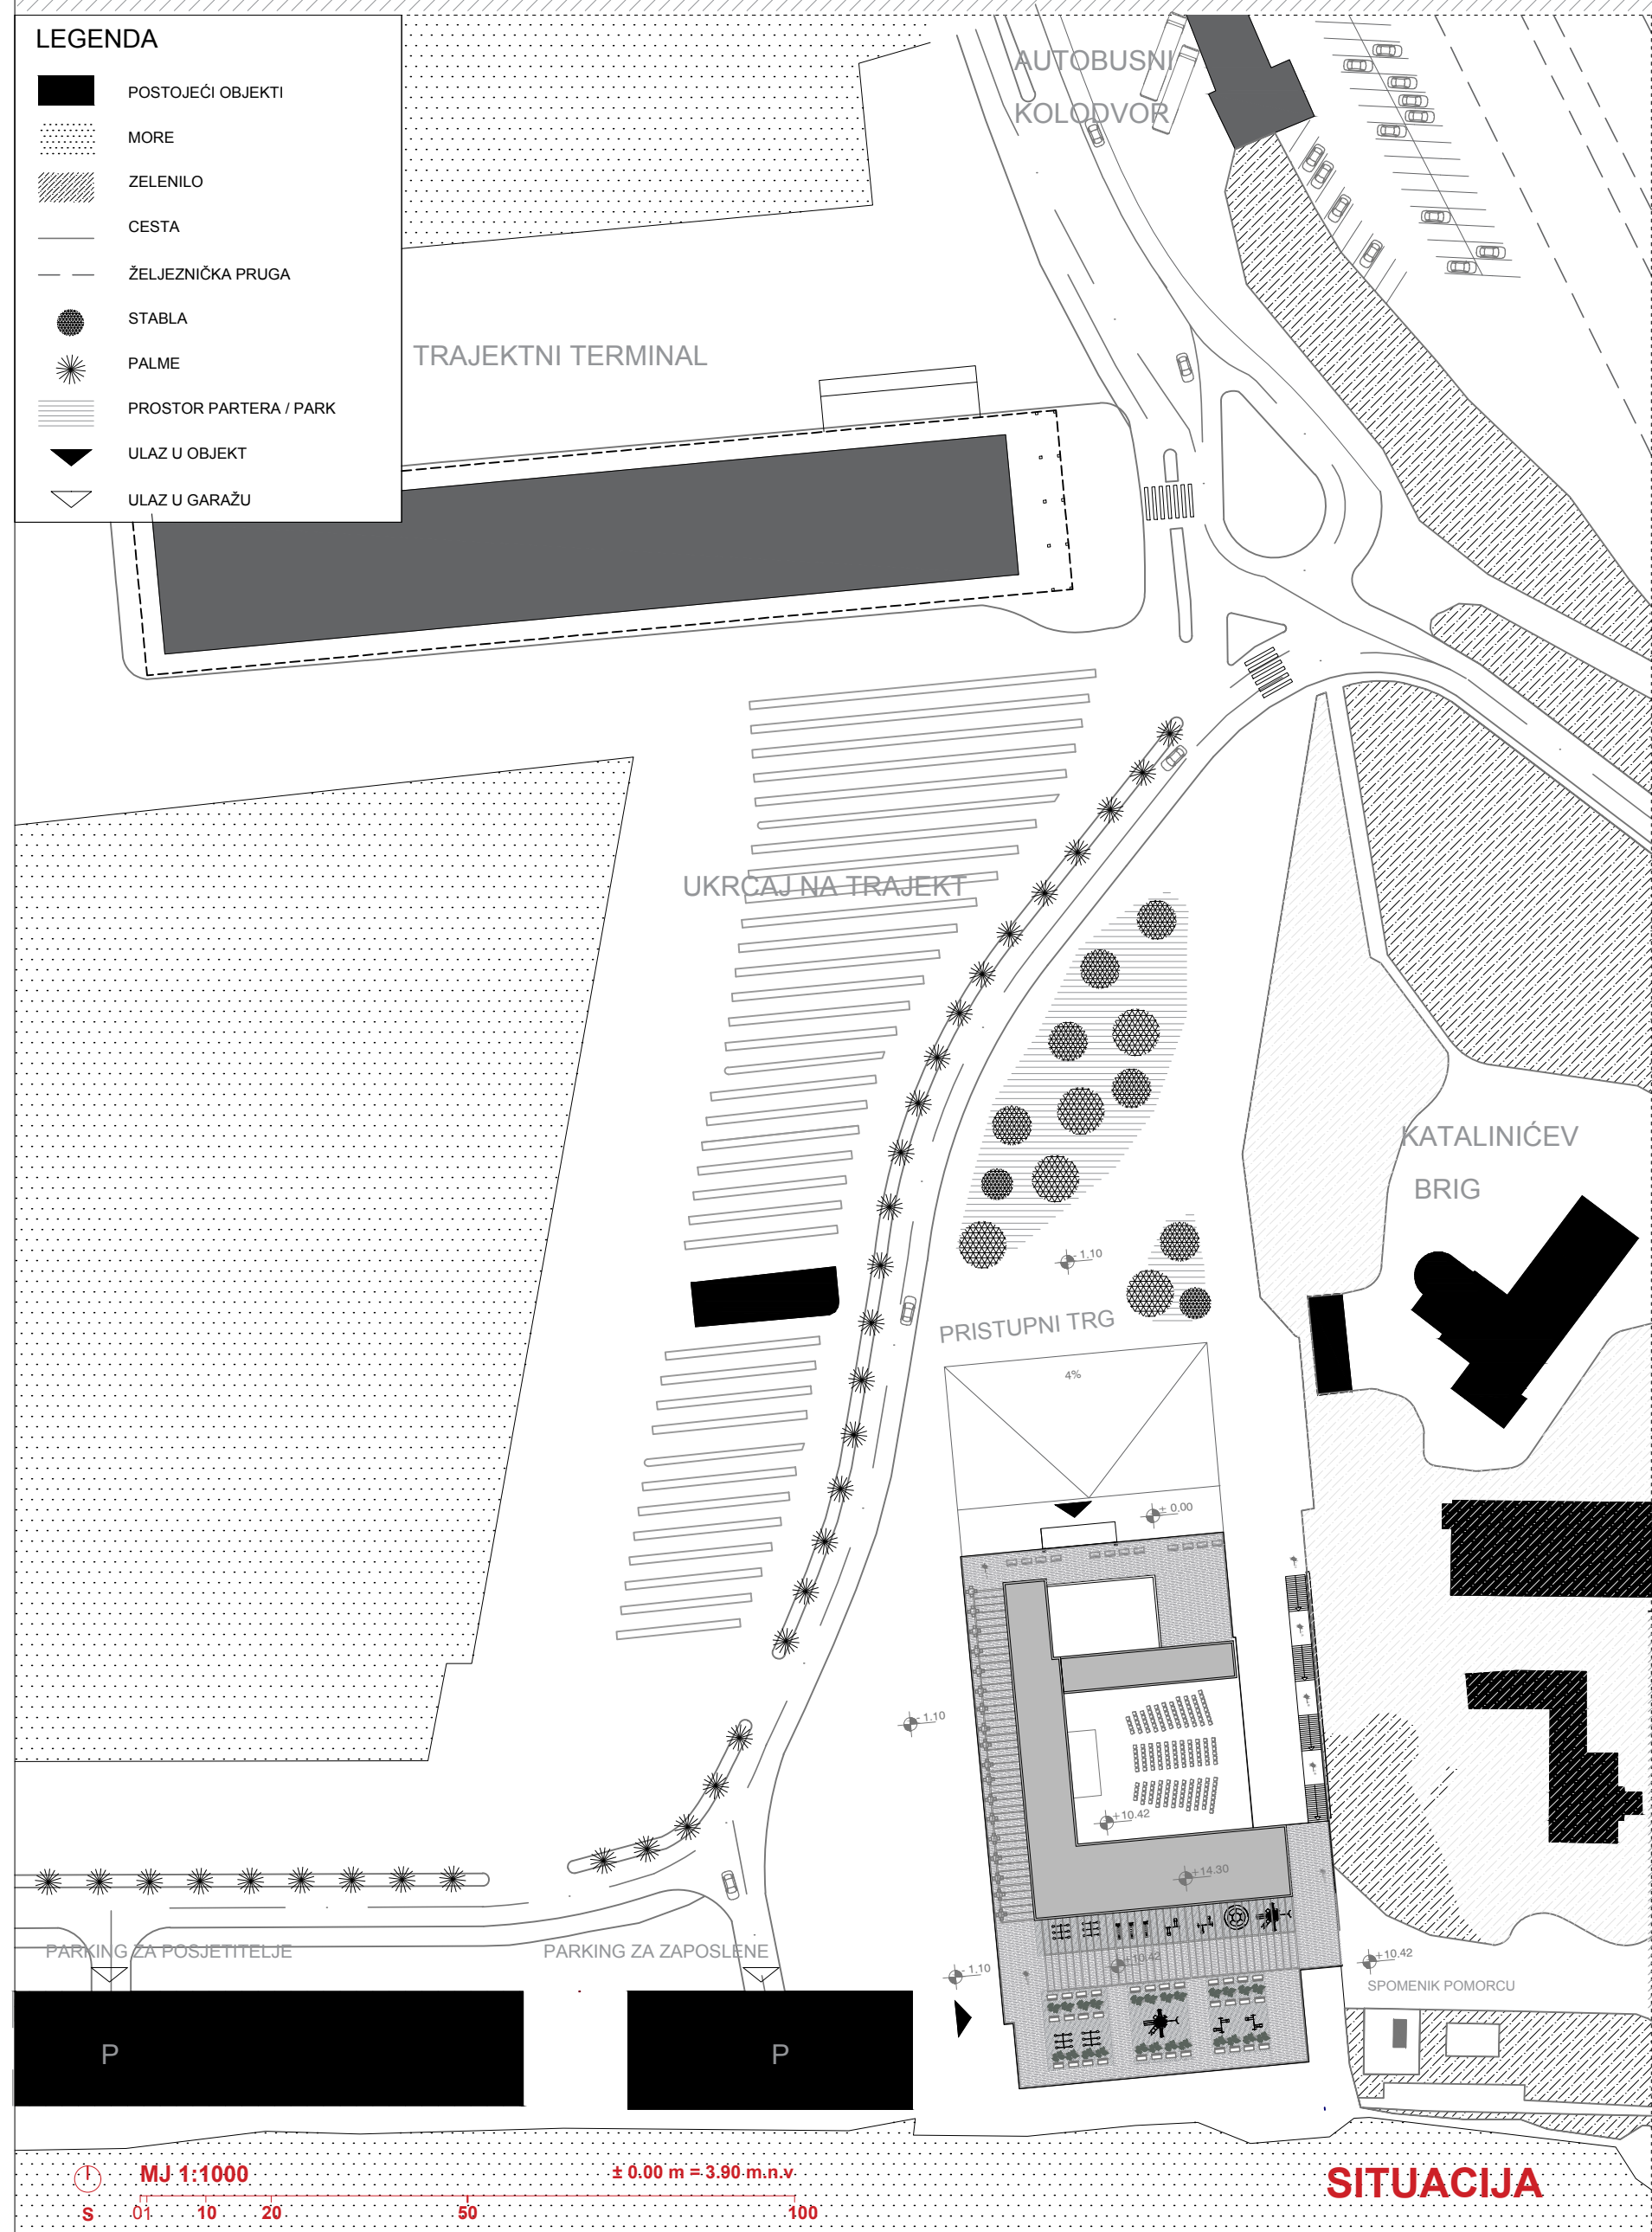 LEGENDA
POSTOJEĆI OBJEKTI
MORE
ZELENILO
CESTA
ŽELJEZNIČKA PRUGA
STABLA
PALME
PROSTOR PARTERA / PARK
ULAZ U OBJEKT
ULAZ U GARAŽU
AUTOBUSNI
KOLODVOR
TRAJEKTNI TERMINAL
UKRCAJ NA TRAJEKT
KATALINIĆEV
BRIG
- 1.10
PRISTUPNI TRG
4%
± 0.00
- 1.10
+10.42
+14.30
PARKING ZA POSJETITELJE
PARKING ZA ZAPOSLENE
- 1.10
+10.42
+10.42
SPOMENIK POMORCU
P
P
MJ 1:1000
± 0.00 m = 3.90 m.n.v
SITUACIJA
S
01 10 20 50 100